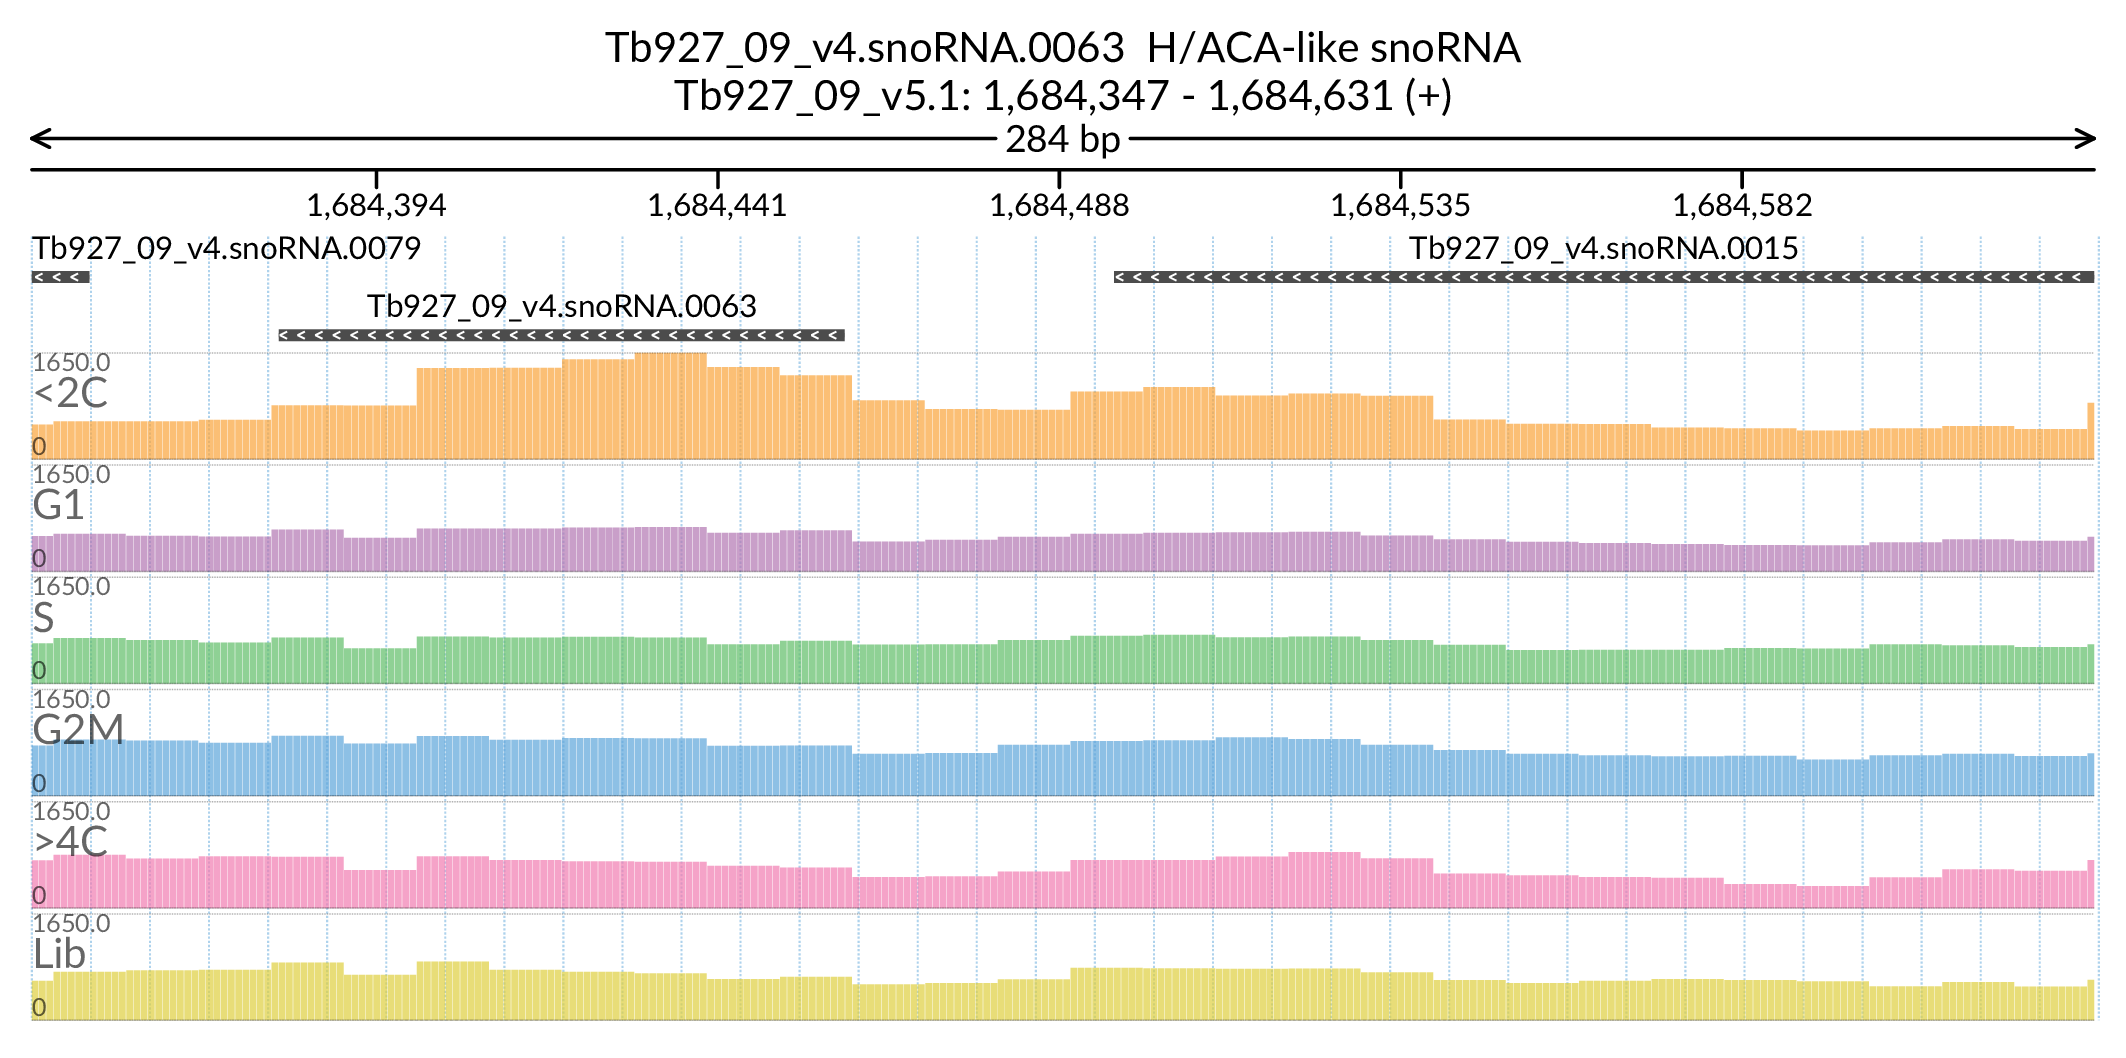 Tb927_09_v4.snoRNA.0063 H/ACA-like snoRNA
Tb927_09_v5.1: 1,684,347 - 1,684,631 (+)
284 bp
1,684,394 1,684,441 1,684,488 1,684,535 1,684,582
Tb927_09_v4.snoRNA.0079 Tb927_09_v4.snoRNA.0015
Tb927_09_v4.snoRNA.0063
1650.0
<2C
0
1650.0
G1
0
1650.0
S
0
1650.0
G2M
0
1650.0
>4C
0
1650.0
Lib
0